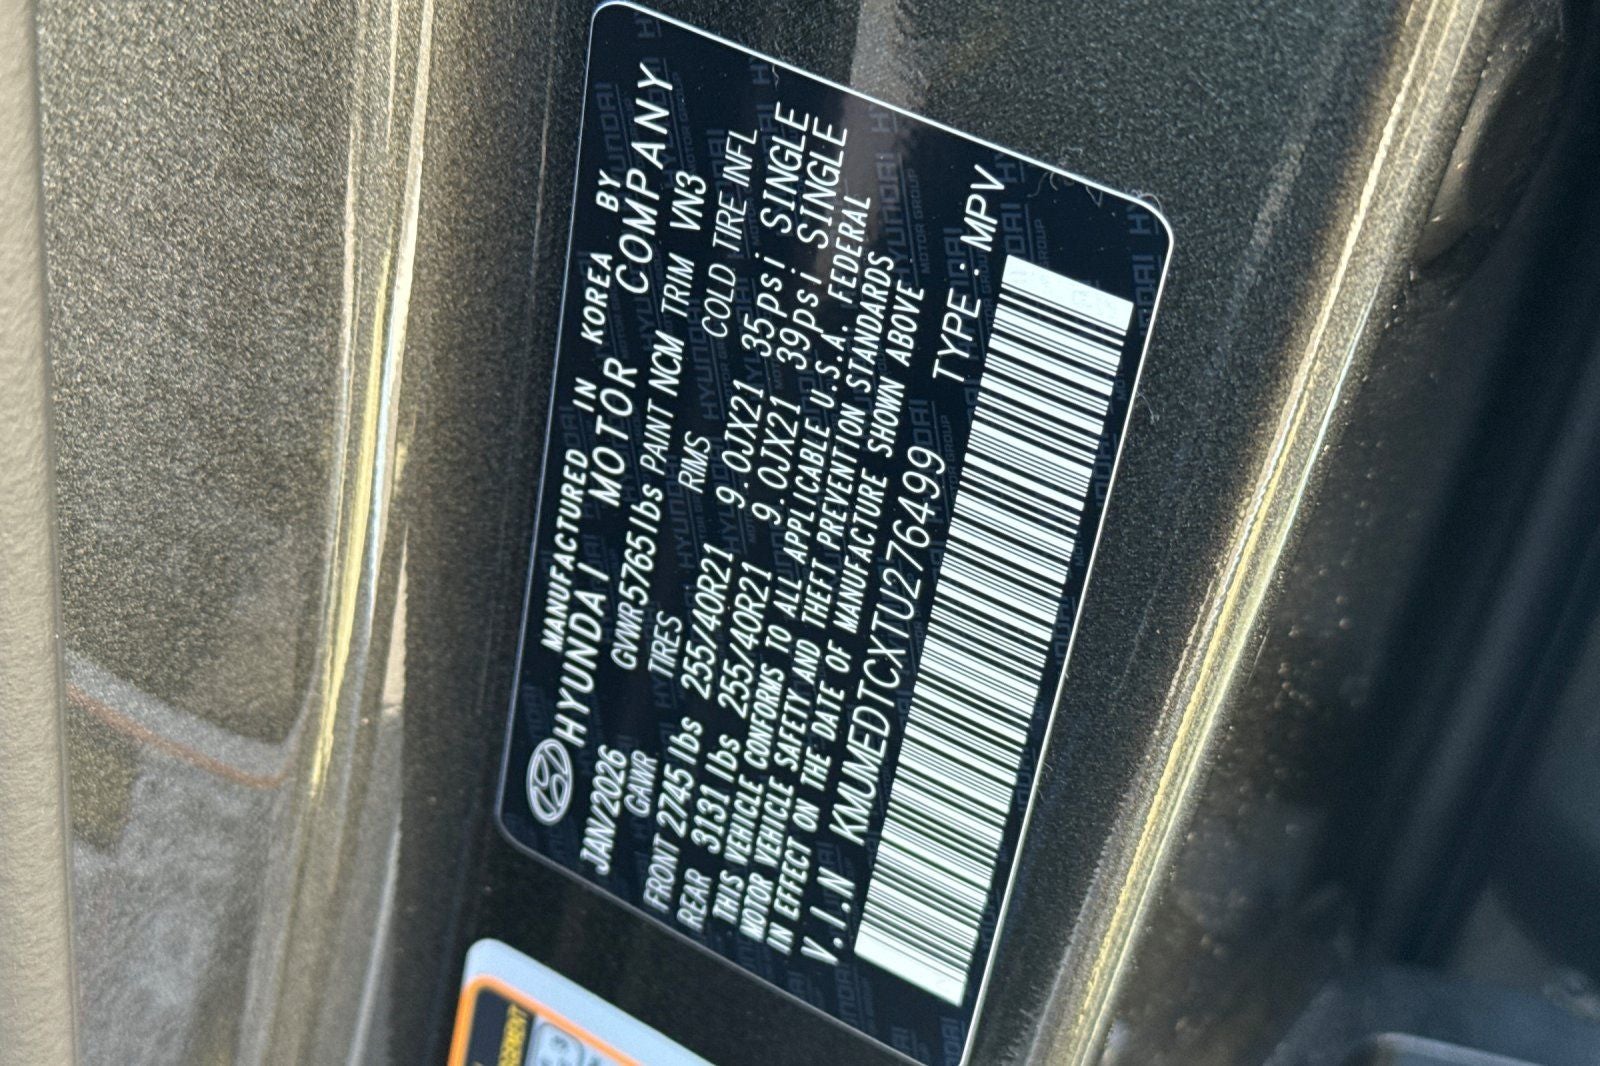 MANUFACTURED IN KOREA BY
HYUNDAI MOTOR COMPANY
JAN/2026 GVWR 5765lbs PAINT NCM TRIM VN3
GAWR TIRES RIMS COLD TIRE INFL
FRONT 2745 lbs 255/40R21 9.0JX21 35psi SINGLE
REAR 3131 lbs 255/40R21 9.0JX21 39psi SINGLE
THIS VEHICLE CONFORMS TO ALL APPLICABLE U.S.A. FEDERAL
MOTOR VEHICLE SAFETY AND THEFT PREVENTION STANDARDS
IN EFFECT ON THE DATE OF MANUFACTURE SHOWN ABOVE
V.I.N KMUMEDTCXTU276499 TYPE : MPV